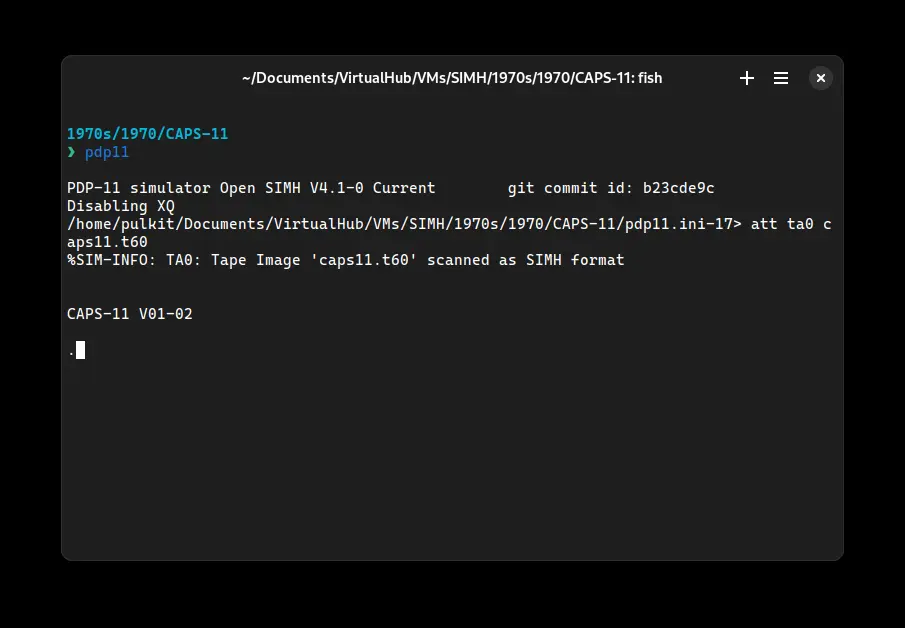 ~/Documents/VirtualHub/VMs/SIMH/1970s/1970/CAPS-11: fish
1970s/1970/CAPS-11
❯ pdp11
PDP-11 simulator Open SIMH V4.1-0 Current        git commit id: b23cde9c
Disabling XQ
/home/pulkit/Documents/VirtualHub/VMs/SIMH/1970s/1970/CAPS-11/pdp11.ini-17> att ta0 c
aps11.t60
%SIM-INFO: TA0: Tape Image 'caps11.t60' scanned as SIMH format
CAPS-11 V01-02
.